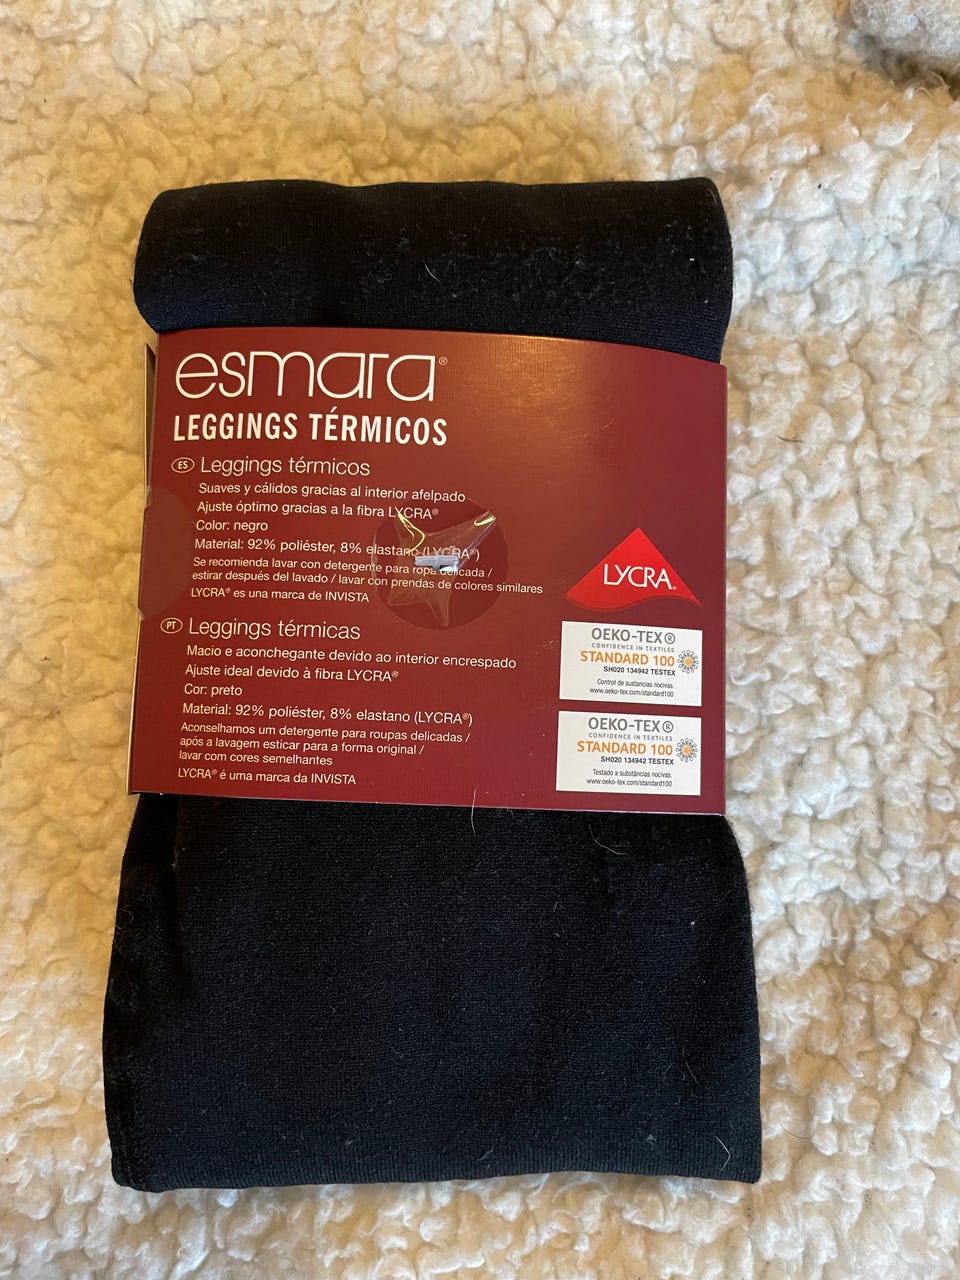 esmara®
LEGGINGS TÉRMICOS
ES Leggings térmicos
Suaves y cálidos gracias al interior afelpado
Ajuste óptimo gracias a la fibra LYCRA®
Color: negro
Material: 92% poliéster, 8% elastano (LYCRA®)
Se recomienda lavar con detergente para ropa delicada /
estirar después del lavado / lavar con prendas de colores similares
LYCRA® es una marca de INVISTA
PT Leggings térmicas
Macio e aconchegante devido ao interior encrespado
Ajuste ideal devido à fibra LYCRA®
Cor: preto
Material: 92% poliéster, 8% elastano (LYCRA®)
Aconselhamos um detergente para roupas delicadas /
após a lavagem esticar para a forma original /
lavar com cores semelhantes
LYCRA® é uma marca da INVISTA
LYCRA®
OEKO-TEX®
CONFIDENCE IN TEXTILES
STANDARD 100
SH020 134942 TESTEX
Control de sustancias nocivas.
www.oeko-tex.com/standard100
OEKO-TEX®
CONFIDENCE IN TEXTILES
STANDARD 100
SH020 134942 TESTEX
Testado a substâncias nocivas.
www.oeko-tex.com/standard100